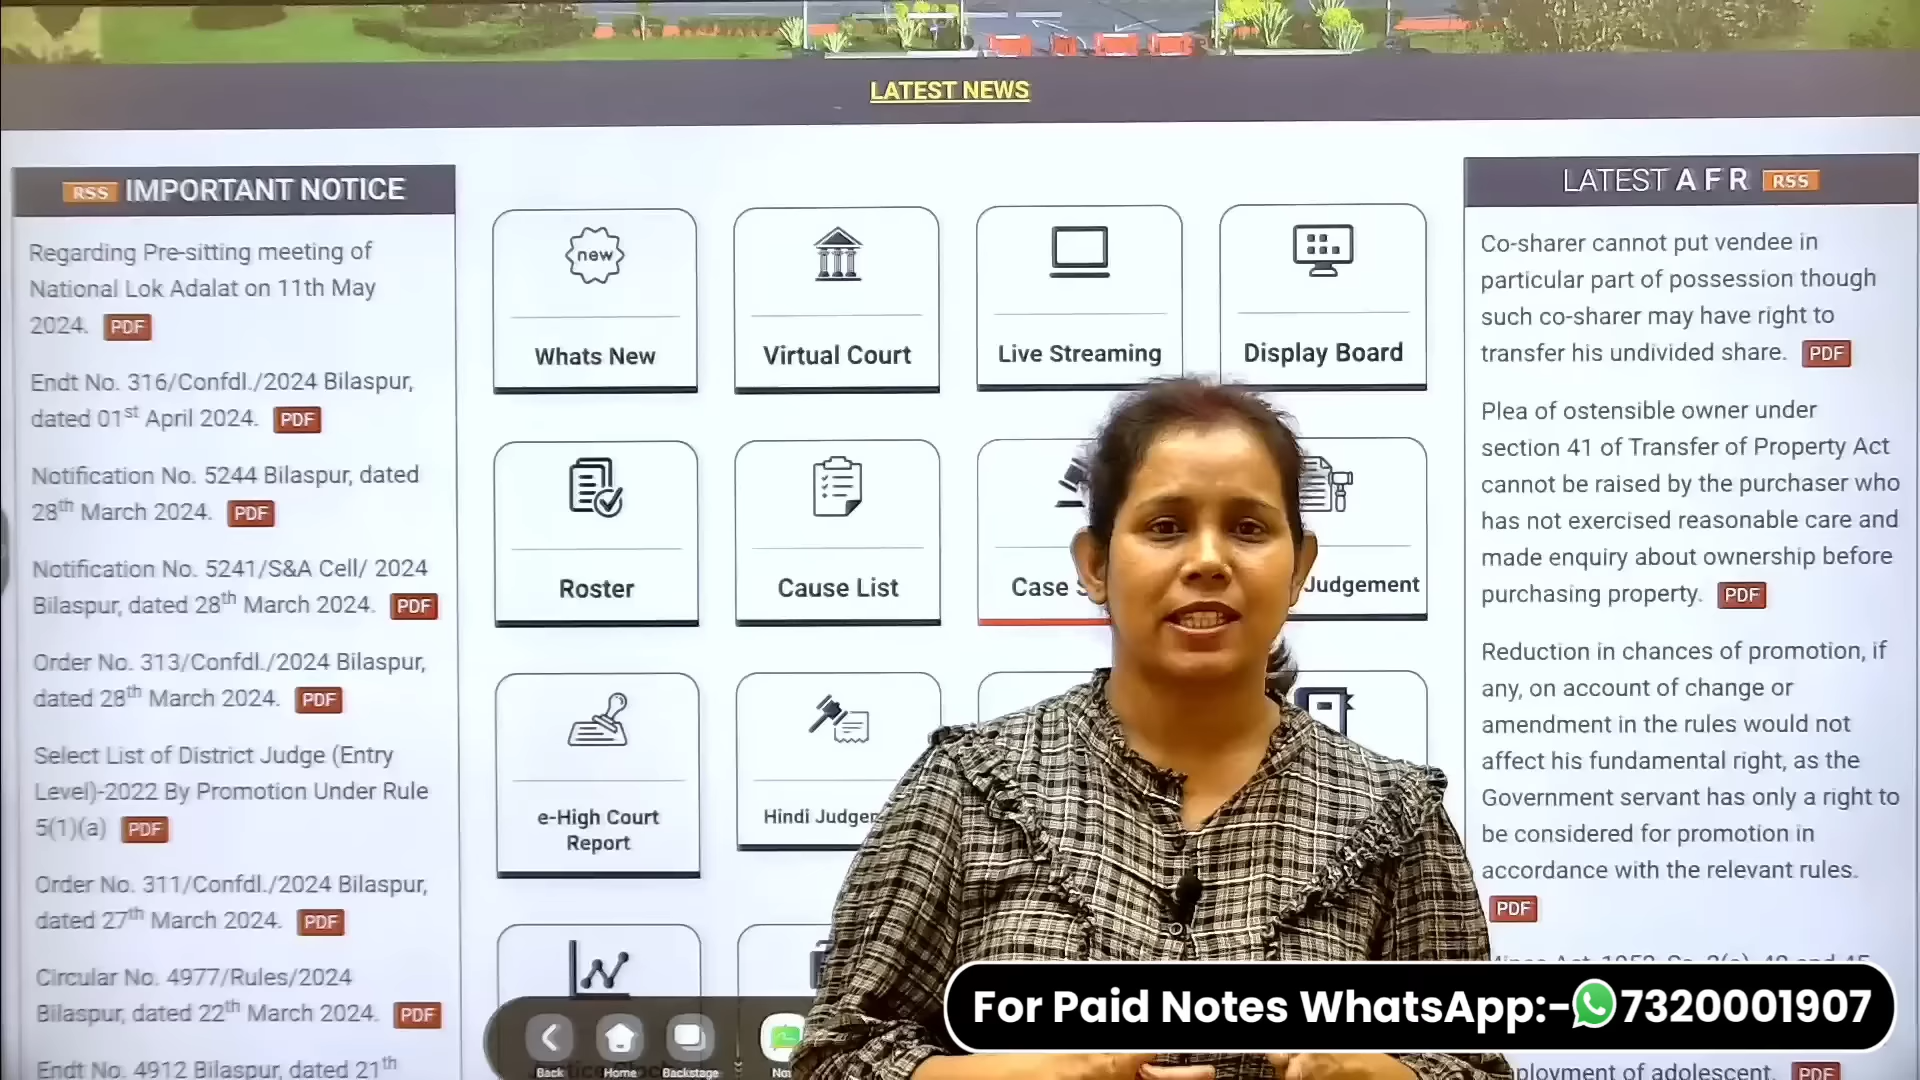 LATEST NEWS
RSS IMPORTANT NOTICE
Regarding Pre-sitting meeting of
National Lok Adalat on 11th May
2024. PDF
Endt No. 316/Confdl./2024 Bilaspur,
dated 01st April 2024. PDF
Notification No. 5244 Bilaspur, dated
28th March 2024. PDF
Notification No. 5241/S&A Cell/ 2024
Bilaspur, dated 28th March 2024. PDF
Order No. 313/Confdl./2024 Bilaspur,
dated 28th March 2024. PDF
Select List of District Judge (Entry
Level)-2022 By Promotion Under Rule
5(1)(a) PDF
Order No. 311/Confdl./2024 Bilaspur,
dated 27th March 2024. PDF
Circular No. 4977/Rules/2024
Bilaspur, dated 22th March 2024. PDF
Endt No. 4912 Bilaspur, dated 21th
new
Whats New
Virtual Court
Live Streaming
Display Board
Roster
Cause List
Case
Judgement
e-High Court
Report
Hindi
Back
Home
Backstage
LATEST AFR RSS
Co-sharer cannot put vendee in
particular part of possession though
such co-sharer may have right to
transfer his undivided share. PDF
Plea of ostensible owner under
section 41 of Transfer of Property Act
cannot be raised by the purchaser who
has not exercised reasonable care and
made enquiry about ownership before
purchasing property. PDF
Reduction in chances of promotion, if
any, on account of change or
amendment in the rules would not
affect his fundamental right, as the
Government servant has only a right to
be considered for promotion in
accordance with the relevant rules.
PDF
of adolescent. PDF
For Paid Notes WhatsApp:-7320001907